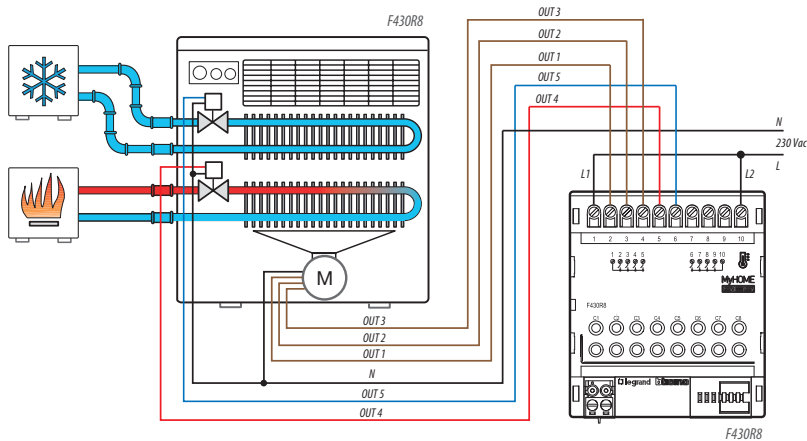 F430R8
OUT 3
OUT 2
OUT 1
OUT 5
OUT 4
N
230 Vac
L
L1
L2
1 2 3 4 5 6 7 8 9 10
1 2 3 4 5
6 7 8 9 10
MyHOME
F430R8
C1 C2 C3 C4 C5 C6 C7 C8
legrand
bticino
M
OUT 3
OUT 2
OUT 1
N
OUT 5
OUT 4
F430R8